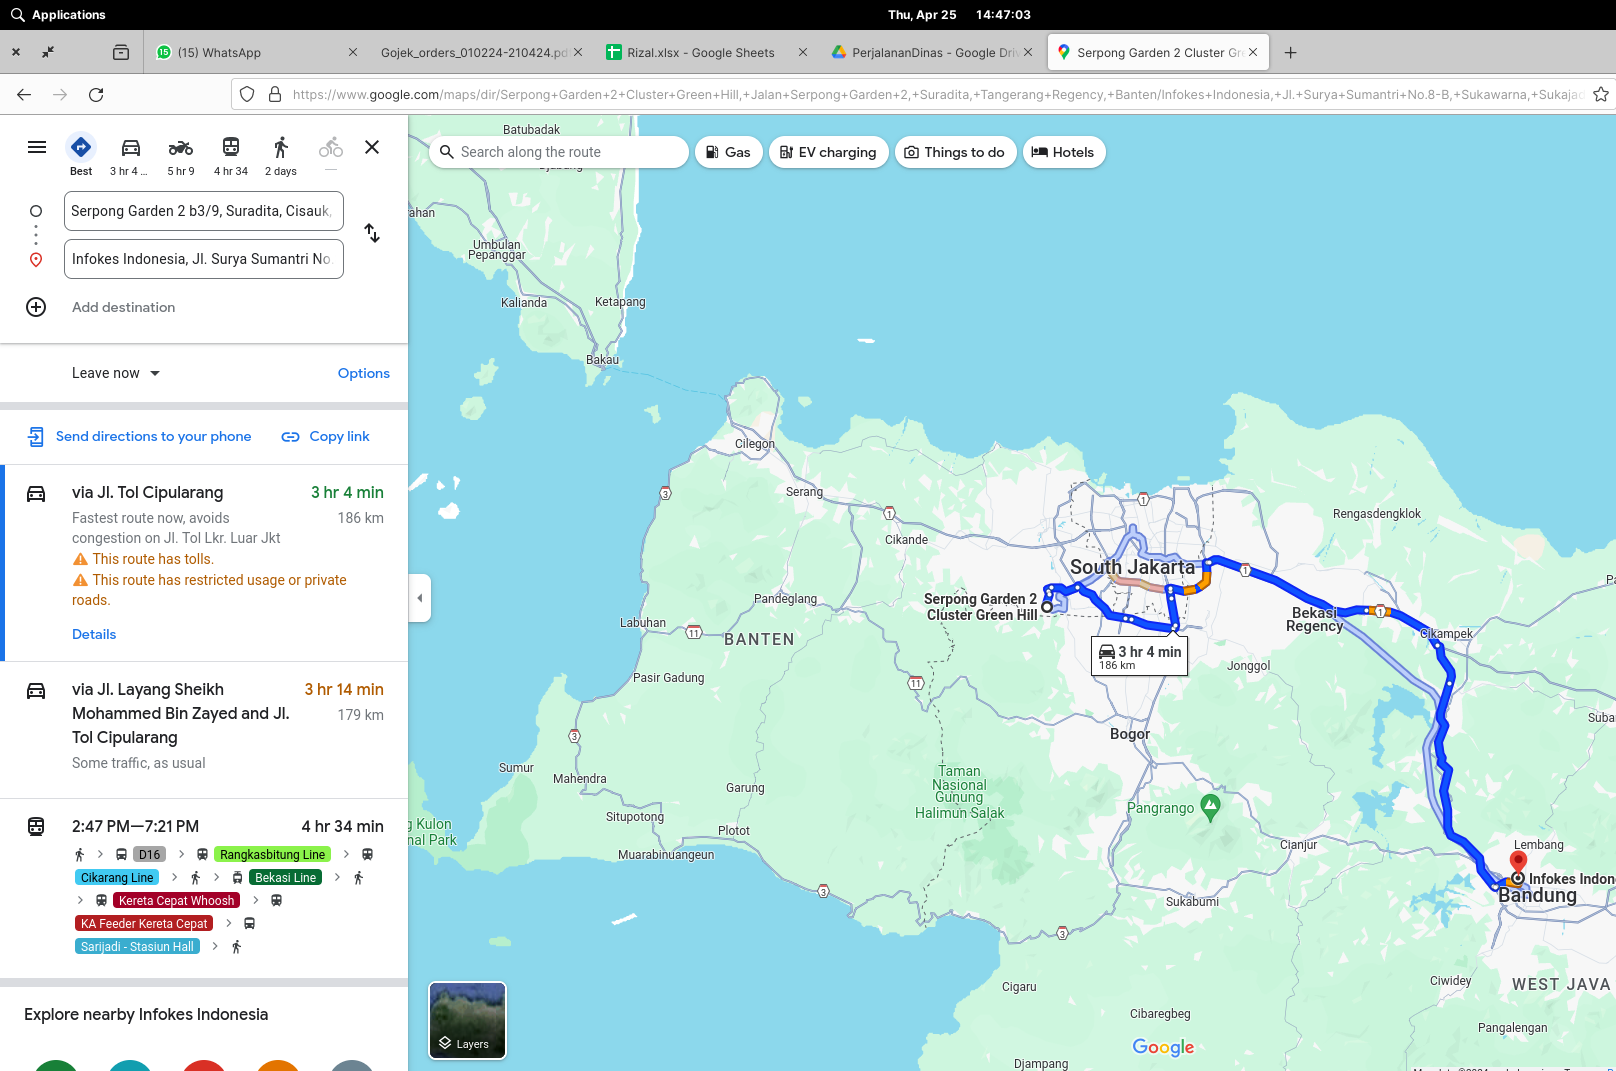 Applications
Thu, Apr 25 14:47:03
(15) WhatsApp
Gojek_orders_010224-210424.pd
Rizal.xlsx - Google Sheets
PerjalananDinas - Google Driv
Serpong Garden 2 Cluster Gr
https://www.google.com/maps/dir/Serpong+Garden+2+Cluster+Green+Hill,+Jalan+Serpong+Garden+2,+Suradita,+Tangerang+Regency,+Banten/Infokes+Indonesia,+Jl.+Surya+Sumantri+No.8-B,+Sukawarna,+Sukajad
Best
3 hr 4 ...
5 hr 9
4 hr 34
2 days
Serpong Garden 2 b3/9, Suradita, Cisauk,
Infokes Indonesia, Jl. Surya Sumantri No.
Add destination
Leave now
Options
Send directions to your phone
Copy link
via Jl. Tol Cipularang
3 hr 4 min
Fastest route now, avoids
186 km
congestion on Jl. Tol Lkr. Luar Jkt
This route has tolls.
This route has restricted usage or private
roads.
Details
via Jl. Layang Sheikh
3 hr 14 min
Mohammed Bin Zayed and Jl.
179 km
Tol Cipularang
Some traffic, as usual
2:47 PM—7:21 PM
4 hr 34 min
D16
Rangkasbitung Line
Cikarang Line
Bekasi Line
Kereta Cepat Whoosh
KA Feeder Kereta Cepat
Sarijadi - Stasiun Hall
Explore nearby Infokes Indonesia
Search along the route
Gas
EV charging
Things to do
Hotels
Batubadak
ahan
Umbulan
Pepanggar
Kalianda
Ketapang
Bakau
Cilegon
Serang
3
1
Cikande
1
Rengasdengklok
South Jakarta
1
Serpong Garden 2
Cluster Green Hill
Pandeglang
Labuhan
11
BANTEN
Bekasi
Regency
1
Cikampek
3 hr 4 min
186 km
Jonggol
Pasir Gadung
11
Suba
3
Bogor
Sumur
Mahendra
Garung
Taman
Nasional
Gunung
Halimun Salak
Pangrango
Situpotong
Plotot
g Kulon
nal Park
Muarabinuangeun
Cianjur
Lembang
Infokes Indon
Bandung
3
Sukabumi
3
Cigaru
Ciwidey
WEST JAVA
Cibaregbeg
Pangalengan
Layers
Google
Djampang